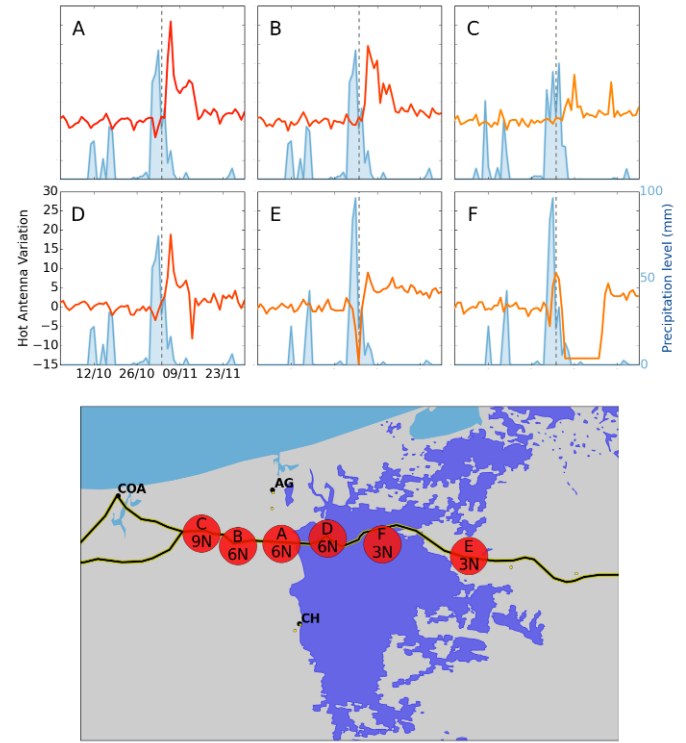 A
B
C
Hot Antenna Variation
30
25
20
15
10
5
0
−5
−10
−15
D
E
F
100
50
0
Precipitation level (mm)
12/10 26/10 09/11 23/11
COA
AG
C
9N
B
6N
A
6N
D
6N
F
3N
E
3N
CH